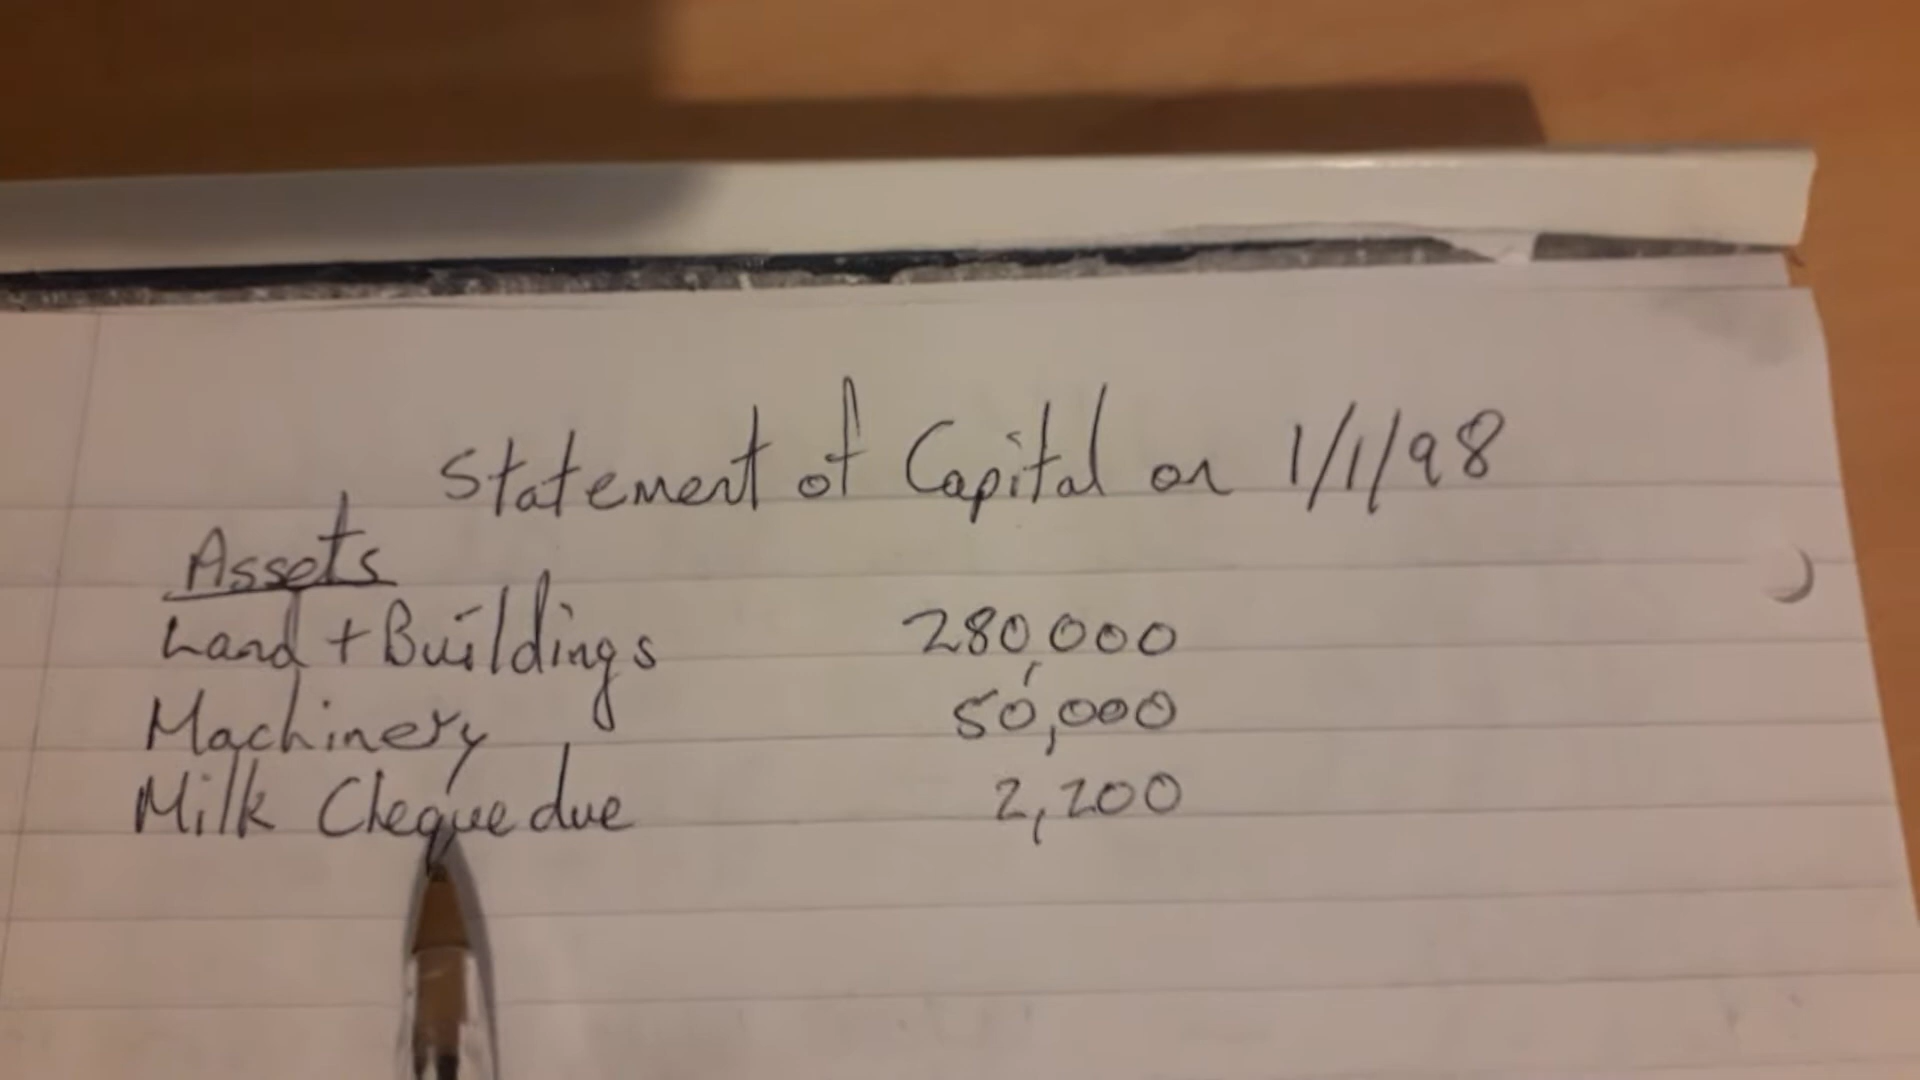 Statement of Capital on 1/1/98
Assets
Land + Buildings 280,000
Machinery 50,000
Milk Cheque due 2,200